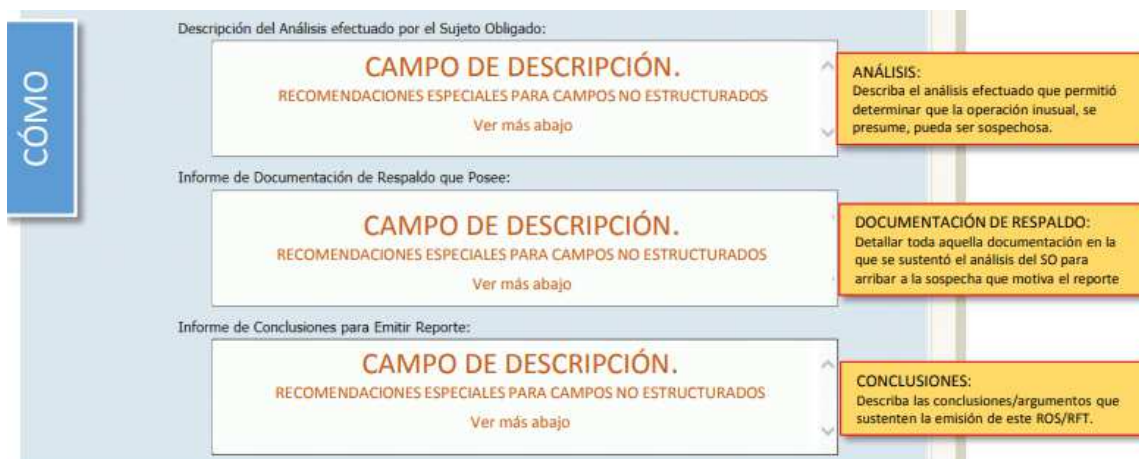 CÓMO
Descripción del Análisis efectuado por el Sujeto Obligado:
CAMPO DE DESCRIPCIÓN.
RECOMENDACIONES ESPECIALES PARA CAMPOS NO ESTRUCTURADOS
Ver más abajo
ANÁLISIS:
Describa el análisis efectuado que permitió
determinar que la operación inusual, se
presume, pueda ser sospechosa.
Informe de Documentación de Respaldo que Posee:
CAMPO DE DESCRIPCIÓN.
RECOMENDACIONES ESPECIALES PARA CAMPOS NO ESTRUCTURADOS
Ver más abajo
DOCUMENTACIÓN DE RESPALDO:
Detallar toda aquella documentación en la
que se sustentó el análisis del SO para
arribar a la sospecha que motiva el reporte
Informe de Conclusiones para Emitir Reporte:
CAMPO DE DESCRIPCIÓN.
RECOMENDACIONES ESPECIALES PARA CAMPOS NO ESTRUCTURADOS
Ver más abajo
CONCLUSIONES:
Describa las conclusiones/argumentos que
sustenten la emisión de este ROS/RFT.